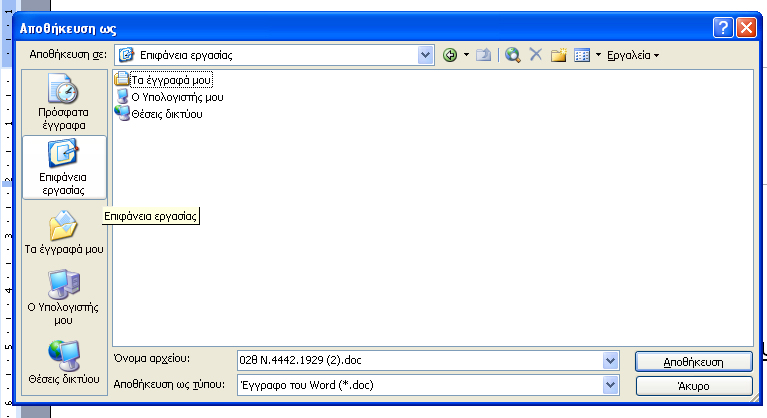 Αποθήκευση ως
Αποθήκευση σε: Επιφάνεια εργασίας Εργαλεία
Πρόσφατα έγγραφα
Επιφάνεια εργασίας
Τα έγγραφά μου
Ο Υπολογιστής μου
Θέσεις δικτύου
Τα έγγραφά μου
Ο Υπολογιστής μου
Θέσεις δικτύου
Επιφάνεια εργασίας
Όνομα αρχείου: 02θ Ν.4442.1929 (2).doc Αποθήκευση
Αποθήκευση ως τύπου: Έγγραφο του Word (*.doc) Άκυρο